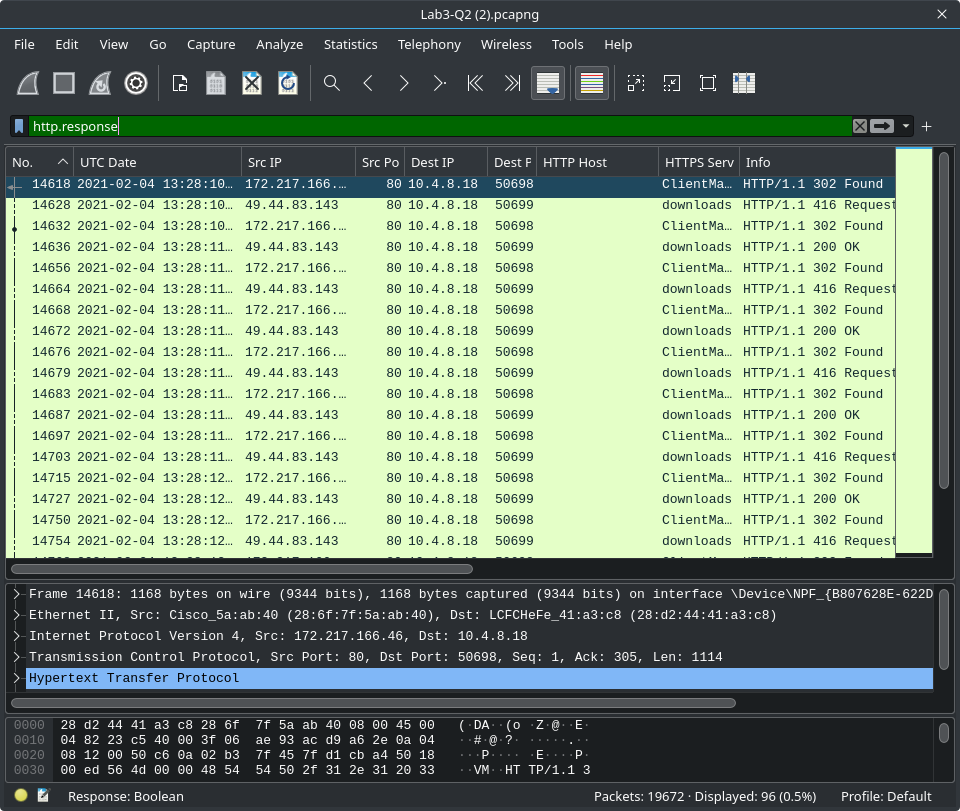 Lab3-Q2 (2).pcapng
File Edit View Go Capture Analyze Statistics Telephony Wireless Tools Help
http.response
No. UTC Date Src IP Src Po Dest IP Dest P HTTP Host HTTPS Serv Info
14618 2021-02-04 13:28:10… 172.217.166.… 80 10.4.8.18 50698 ClientMa… HTTP/1.1 302 Found
14628 2021-02-04 13:28:10… 49.44.83.143 80 10.4.8.18 50699 downloads HTTP/1.1 416 Request
14632 2021-02-04 13:28:10… 172.217.166.… 80 10.4.8.18 50698 ClientMa… HTTP/1.1 302 Found
14636 2021-02-04 13:28:11… 49.44.83.143 80 10.4.8.18 50699 downloads HTTP/1.1 200 OK
14656 2021-02-04 13:28:11… 172.217.166.… 80 10.4.8.18 50698 ClientMa… HTTP/1.1 302 Found
14664 2021-02-04 13:28:11… 49.44.83.143 80 10.4.8.18 50699 downloads HTTP/1.1 416 Request
14668 2021-02-04 13:28:11… 172.217.166.… 80 10.4.8.18 50698 ClientMa… HTTP/1.1 302 Found
14672 2021-02-04 13:28:11… 49.44.83.143 80 10.4.8.18 50699 downloads HTTP/1.1 200 OK
14676 2021-02-04 13:28:11… 172.217.166.… 80 10.4.8.18 50698 ClientMa… HTTP/1.1 302 Found
14679 2021-02-04 13:28:11… 49.44.83.143 80 10.4.8.18 50699 downloads HTTP/1.1 416 Request
14683 2021-02-04 13:28:11… 172.217.166.… 80 10.4.8.18 50698 ClientMa… HTTP/1.1 302 Found
14687 2021-02-04 13:28:11… 49.44.83.143 80 10.4.8.18 50699 downloads HTTP/1.1 200 OK
14697 2021-02-04 13:28:11… 172.217.166.… 80 10.4.8.18 50698 ClientMa… HTTP/1.1 302 Found
14703 2021-02-04 13:28:11… 49.44.83.143 80 10.4.8.18 50699 downloads HTTP/1.1 416 Request
14715 2021-02-04 13:28:12… 172.217.166.… 80 10.4.8.18 50698 ClientMa… HTTP/1.1 302 Found
14727 2021-02-04 13:28:12… 49.44.83.143 80 10.4.8.18 50699 downloads HTTP/1.1 200 OK
14750 2021-02-04 13:28:12… 172.217.166.… 80 10.4.8.18 50698 ClientMa… HTTP/1.1 302 Found
14754 2021-02-04 13:28:12… 49.44.83.143 80 10.4.8.18 50699 downloads HTTP/1.1 416 Request
Frame 14618: 1168 bytes on wire (9344 bits), 1168 bytes captured (9344 bits) on interface \Device\NPF_{B807628E-622D
Ethernet II, Src: Cisco_5a:ab:40 (28:6f:7f:5a:ab:40), Dst: LCFCHeFe_41:a3:c8 (28:d2:44:41:a3:c8)
Internet Protocol Version 4, Src: 172.217.166.46, Dst: 10.4.8.18
Transmission Control Protocol, Src Port: 80, Dst Port: 50698, Seq: 1, Ack: 305, Len: 1114
Hypertext Transfer Protocol
0000 28 d2 44 41 a3 c8 28 6f 7f 5a ab 40 08 00 45 00 (·DA··(o ·Z·@··E·
0010 04 82 23 c5 40 00 3f 06 ae 93 ac d9 a6 2e 0a 04 ··#·@·?· ·····.··
0020 08 12 00 50 c6 0a 02 b3 7f 45 7f d1 cb a4 50 18 ···P···· ·E····P·
0030 00 ed 56 4d 00 00 48 54 54 50 2f 31 2e 31 20 33 ··VM··HT TP/1.1 3
Response: Boolean Packets: 19672 · Displayed: 96 (0.5%) Profile: Default